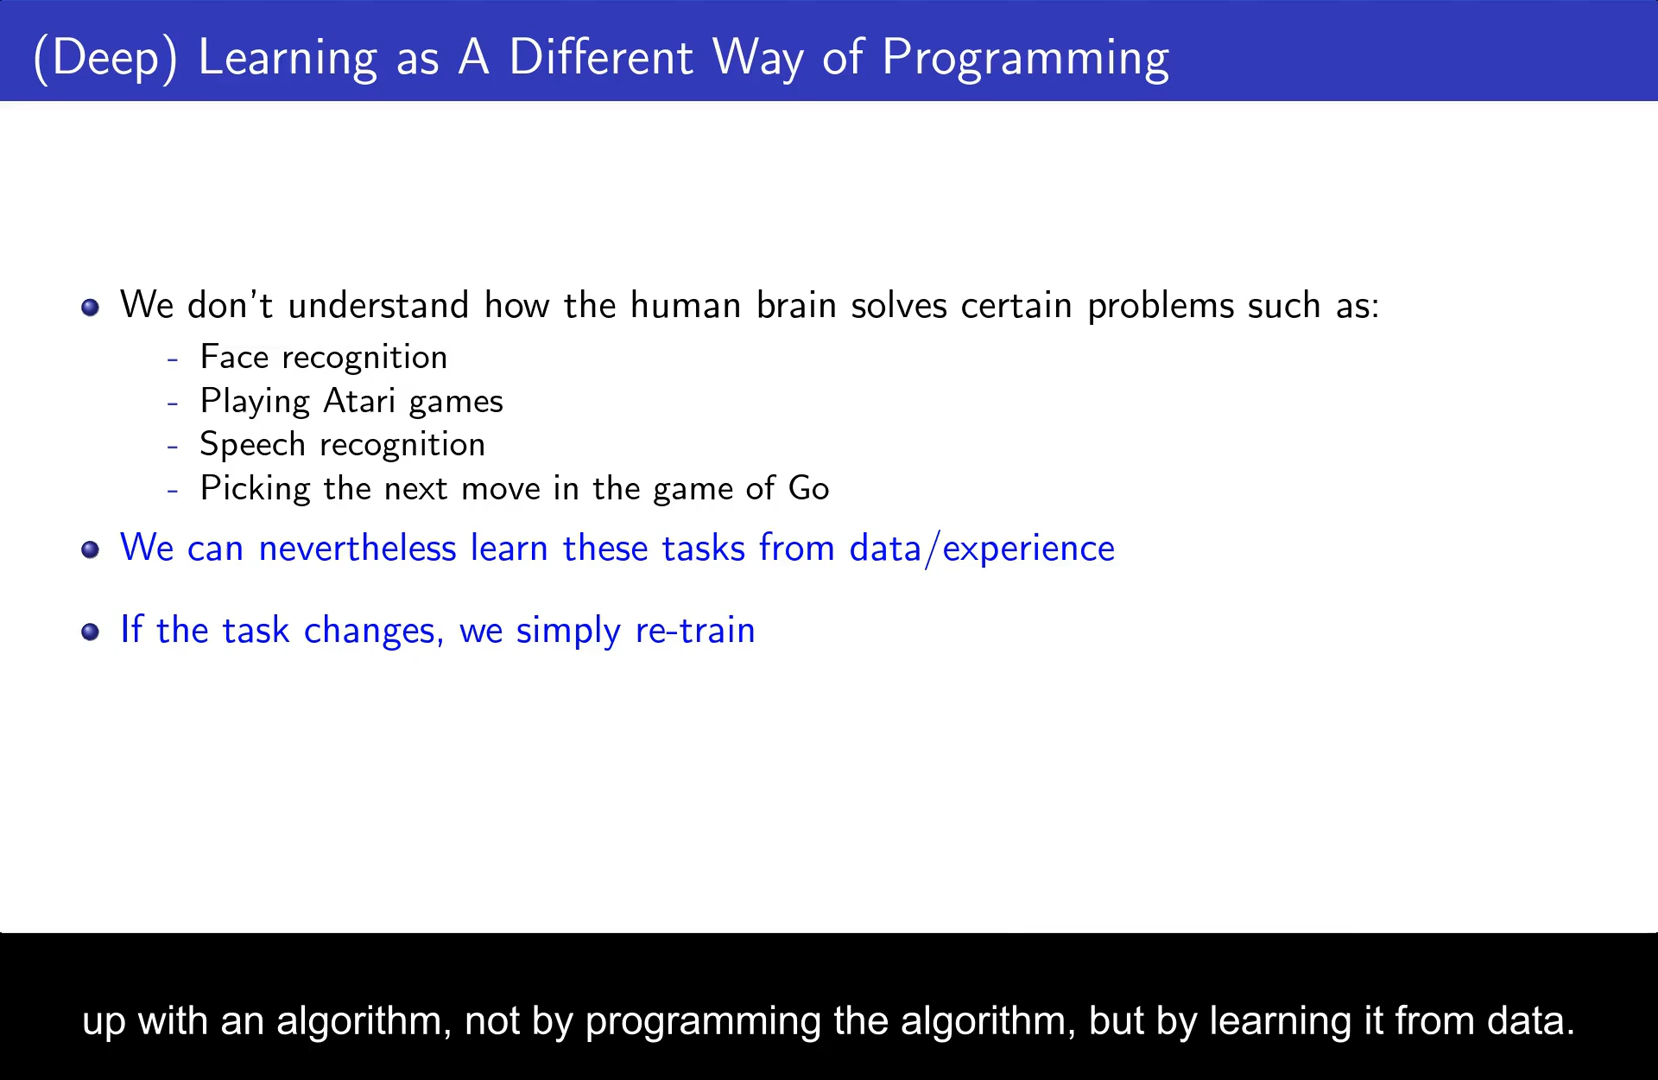 (Deep) Learning as A Different Way of Programming
We don't understand how the human brain solves certain problems such as:
- Face recognition
- Playing Atari games
- Speech recognition
- Picking the next move in the game of Go
We can nevertheless learn these tasks from data/experience
If the task changes, we simply re-train
up with an algorithm, not by programming the algorithm, but by learning it from data.